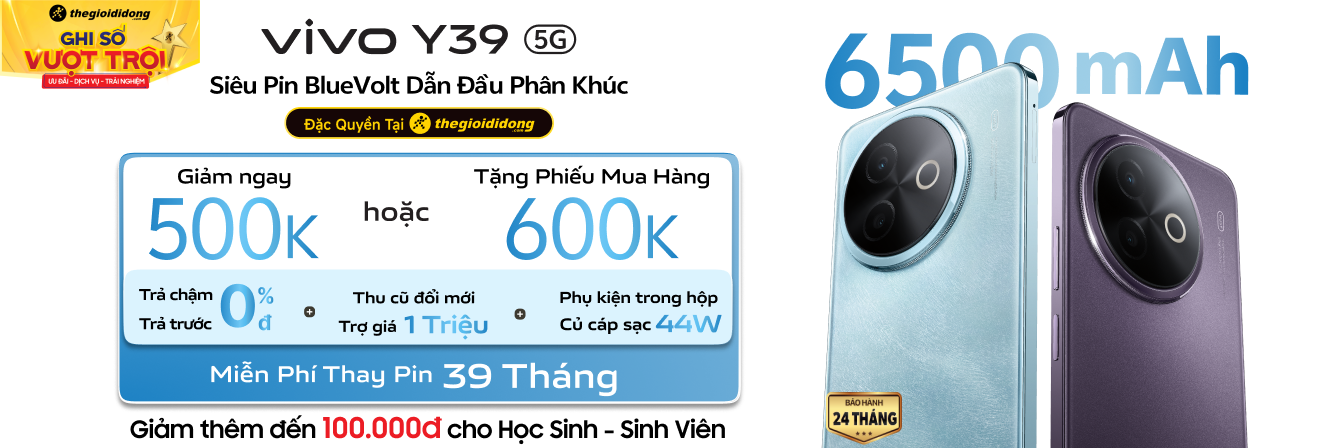 thegioididong
.com
GHI SỐ
VƯỢT TRỘI
ƯU ĐÃI - DỊCH VỤ - TRẢI NGHIỆM
vivo Y39 5G
Siêu Pin BlueVolt Dẫn Đầu Phân Khúc
Đặc Quyền Tại thegioididong
.com
6500 mAh
Giảm ngay
500K
hoặc
Tặng Phiếu Mua Hàng
600K
Trả chậm
Trả trước
0% đ
+
Thu cũ đổi mới
Trợ giá 1 Triệu
+
Phụ kiện trong hộp
Củ cáp sạc 44W
Miễn Phí Thay Pin 39 Tháng
Giảm thêm đến 100.000đ cho Học Sinh - Sinh Viên
BẢO HÀNH
24 THÁNG